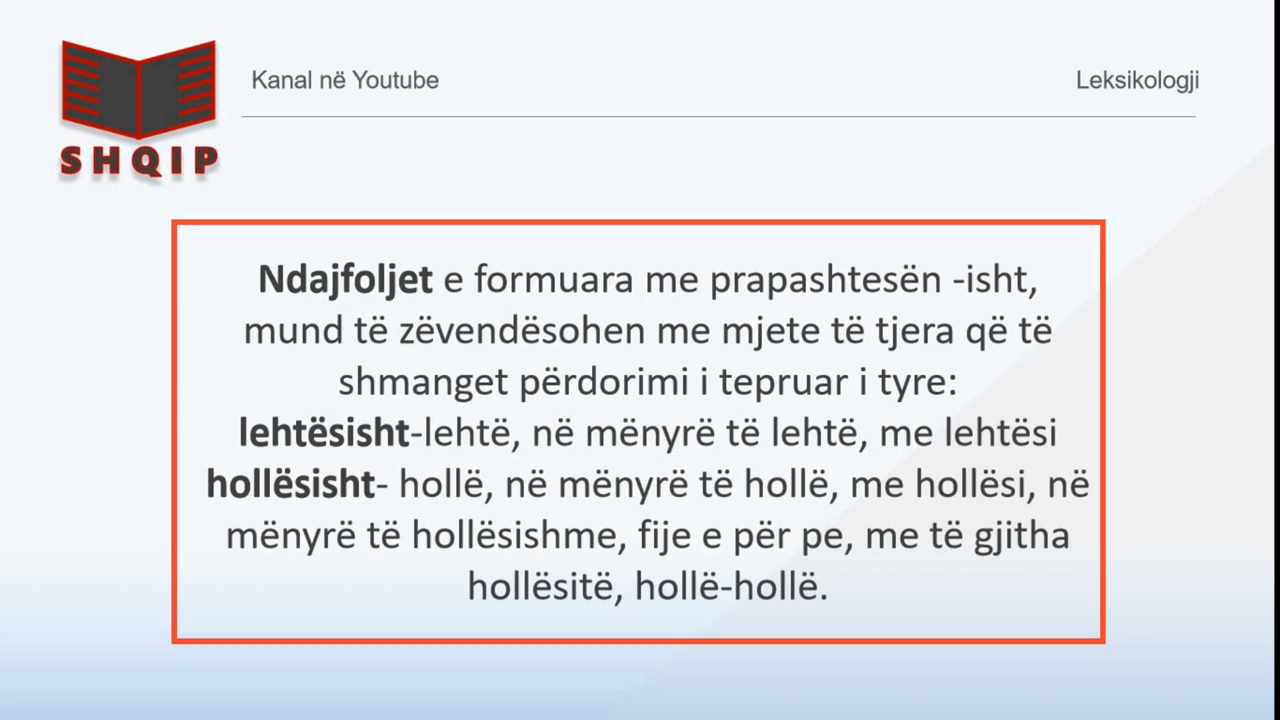 SHQIP
Kanal në Youtube
Leksikologji
Ndajfoljet e formuara me prapashtesën -isht,
mund të zëvendësohen me mjete të tjera që të
shmanget përdorimi i tepruar i tyre:
lehtësisht-lehtë, në mënyrë të lehtë, me lehtësi
hollësisht- hollë, në mënyrë të hollë, me hollësi, në
mënyrë të hollësishme, fije e për pe, me të gjitha
hollësitë, hollë-hollë.